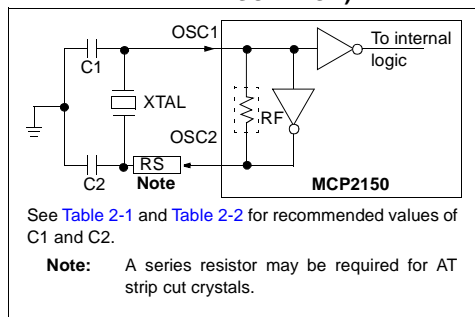 OSC1
To internal
logic
C1
XTAL
RF
OSC2
RS
C2
Note
MCP2150
See Table 2-1 and Table 2-2 for recommended values of
C1 and C2.
Note: A series resistor may be required for AT
strip cut crystals.